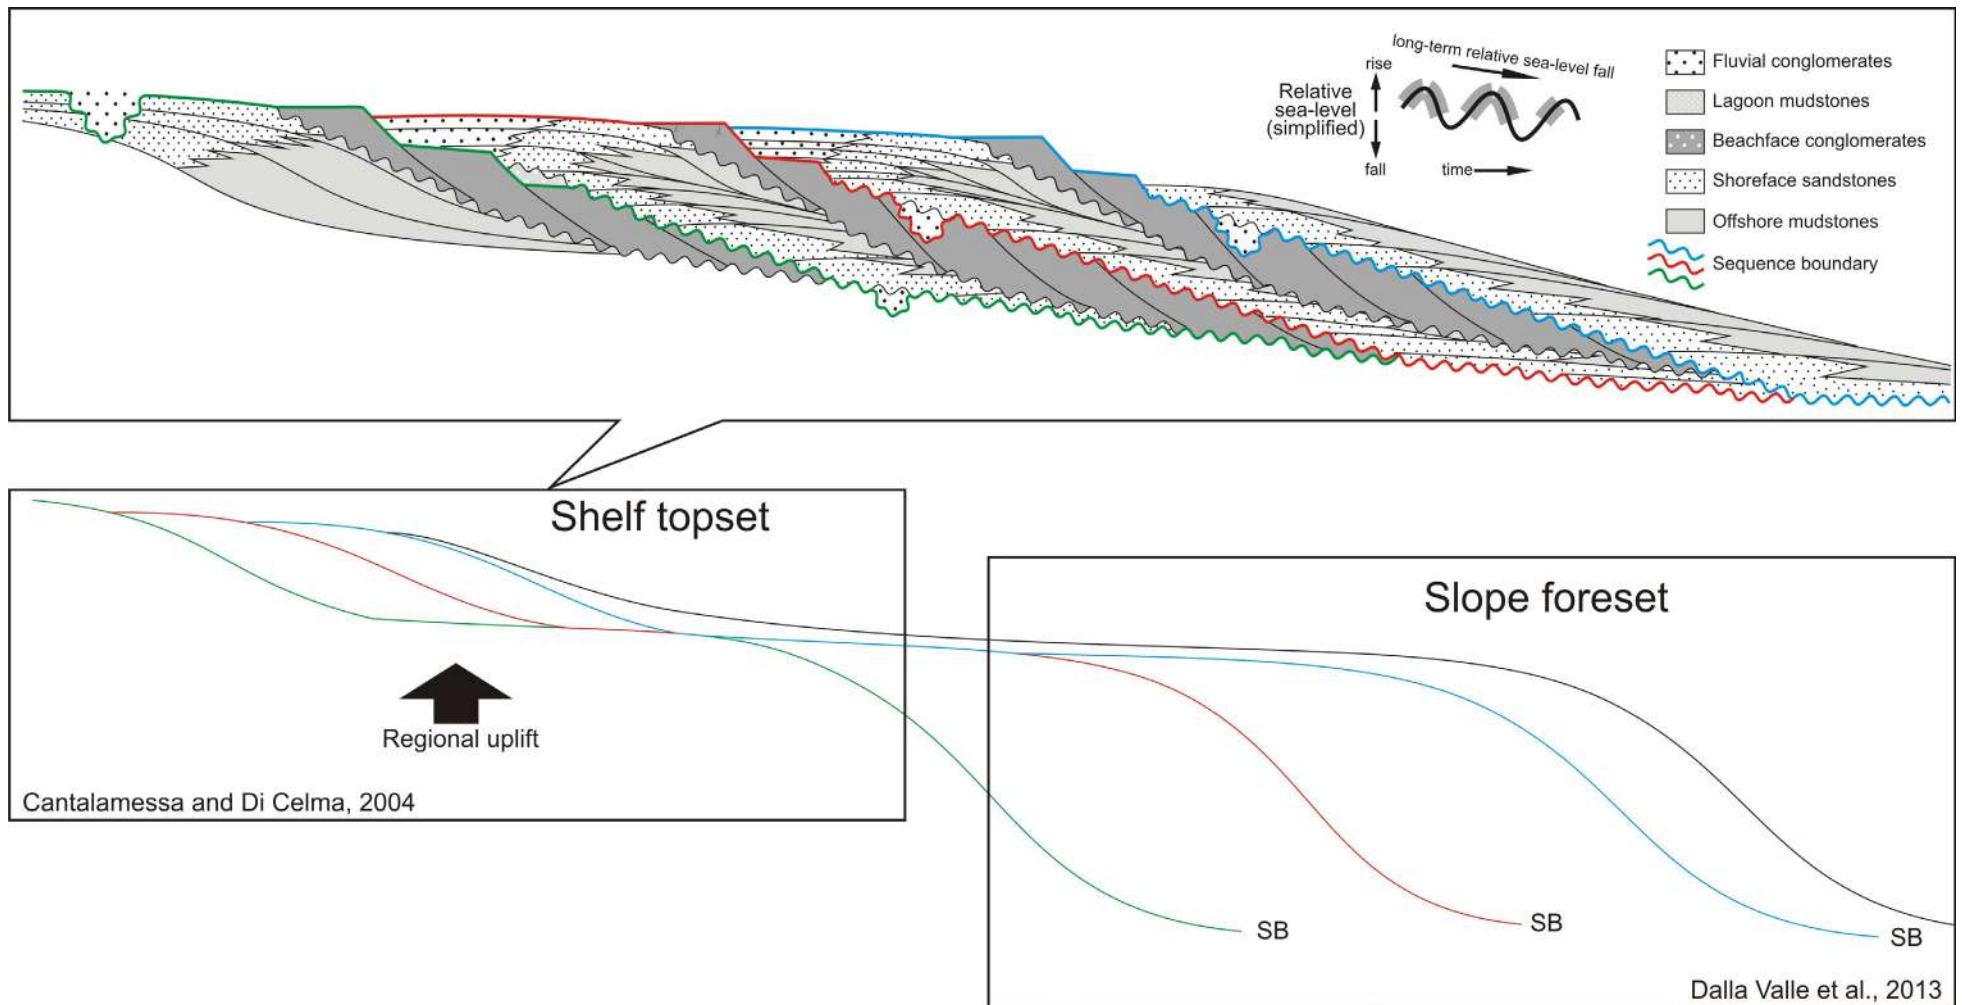 long-term relative sea-level fall
rise
Relative
sea-level
(simplified)
fall
time
Fluvial conglomerates
Lagoon mudstones
Beachface conglomerates
Shoreface sandstones
Offshore mudstones
Sequence boundary
Shelf topset
Regional uplift
Cantalamessa and Di Celma, 2004
Slope foreset
SB
SB
SB
Dalla Valle et al., 2013